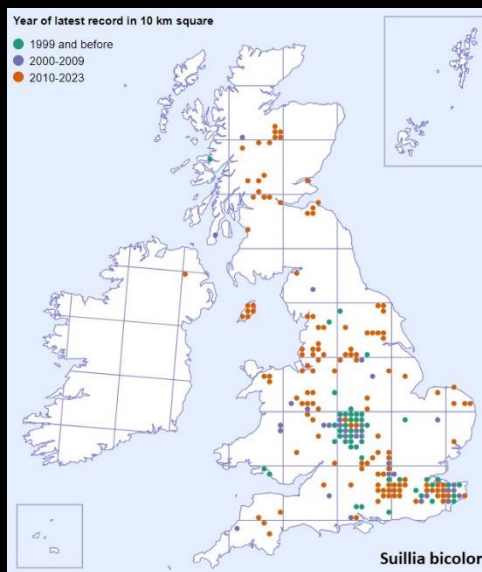 Year of latest record in 10 km square
1999 and before
2000-2009
2010-2023
Suillia bicolor